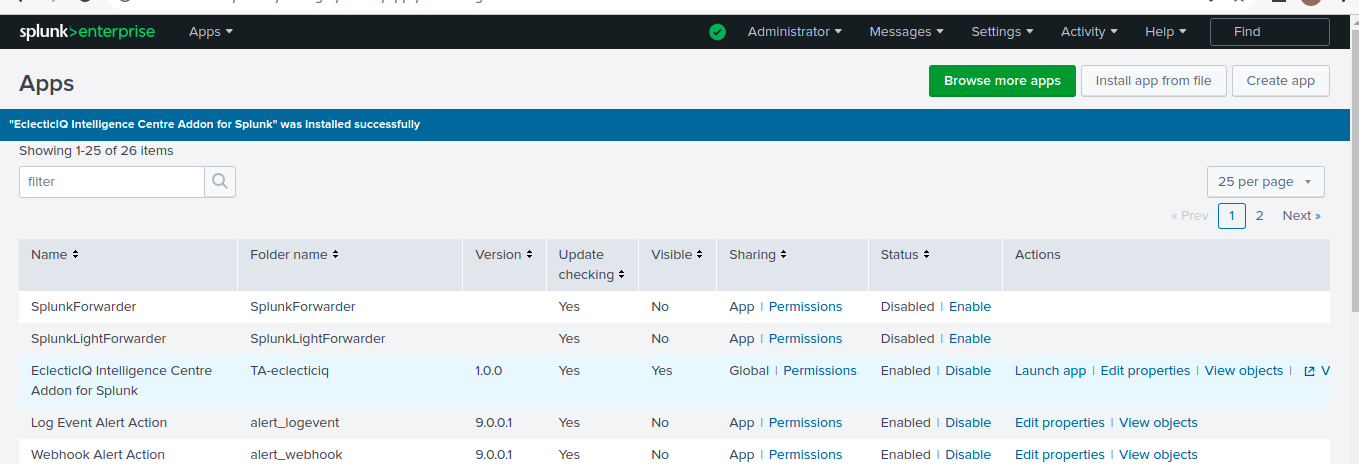 splunk>enterprise Apps Administrator Messages Settings Activity Help Find
Apps Browse more apps Install app from file Create app
"EclecticIQ Intelligence Centre Addon for Splunk" was installed successfully
Showing 1-25 of 26 items
filter 25 per page
« Prev 1 2 Next »
Name Folder name Version Update Visible Sharing Status Actions
checking
SplunkForwarder SplunkForwarder Yes No App | Permissions Disabled | Enable
SplunkLightForwarder SplunkLightForwarder Yes No App | Permissions Disabled | Enable
EclecticIQ Intelligence Centre TA-eclecticiq 1.0.0 Yes Yes Global | Permissions Enabled | Disable Launch app | Edit properties | View objects | V
Addon for Splunk
Log Event Alert Action alert_logevent 9.0.0.1 Yes No App | Permissions Enabled | Disable Edit properties | View objects
Webhook Alert Action alert_webhook 9.0.0.1 Yes No App | Permissions Enabled | Disable Edit properties | View objects